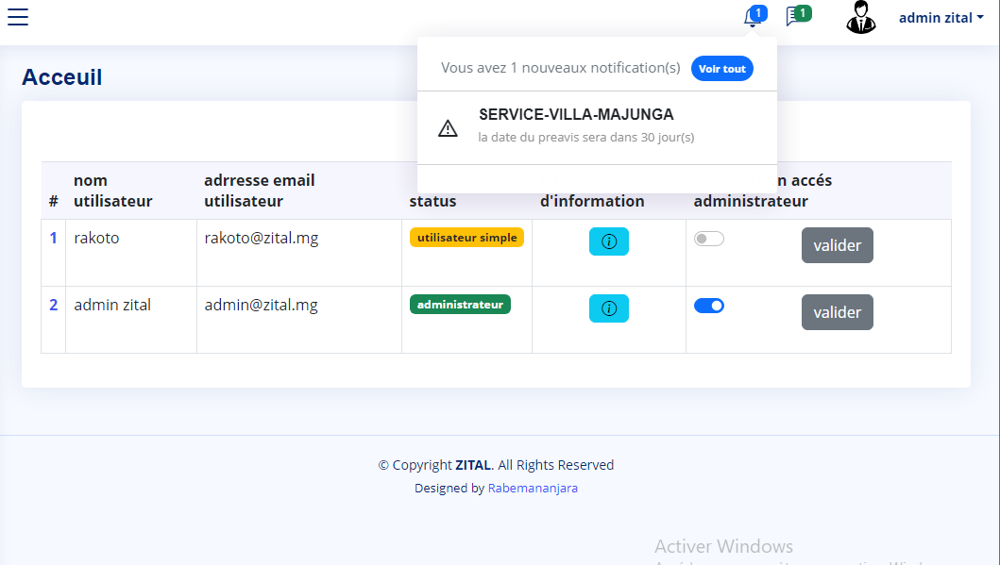 1
1
admin zital
Acceuil
Vous avez 1 nouveaux notification(s) Voir tout
SERVICE-VILLA-MAJUNGA
la date du preavis sera dans 30 jour(s)
# nom utilisateur
adrresse email utilisateur
status
d'information
accés administrateur
1 rakoto rakoto@zital.mg utilisateur simple valider
2 admin zital admin@zital.mg administrateur valider
© Copyright ZITAL. All Rights Reserved
Designed by Rabemananjara
Activer Windows